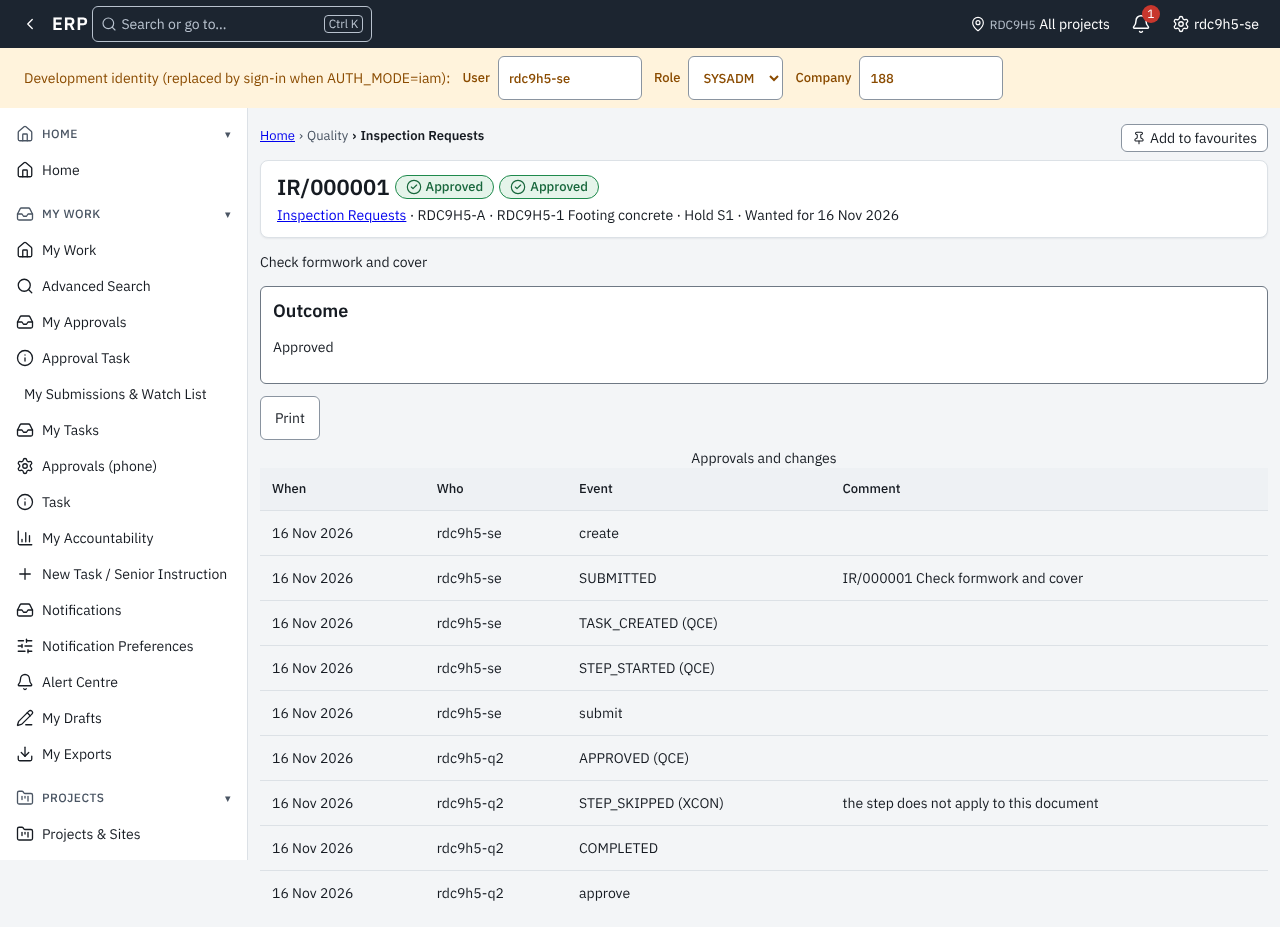 ERP Search or go to... Ctrl K RDC9H5 All projects 1 rdc9h5-se
Development identity (replaced by sign-in when AUTH_MODE=iam): User rdc9h5-se Role SYSADM Company 188
HOME
Home
MY WORK
My Work
Advanced Search
My Approvals
Approval Task
My Submissions & Watch List
My Tasks
Approvals (phone)
Task
My Accountability
New Task / Senior Instruction
Notifications
Notification Preferences
Alert Centre
My Drafts
My Exports
PROJECTS
Projects & Sites
Home › Quality › Inspection Requests
Add to favourites
IR/000001 Approved Approved
Inspection Requests · RDC9H5-A · RDC9H5-1 Footing concrete · Hold S1 · Wanted for 16 Nov 2026
Check formwork and cover
Outcome
Approved
Print
Approvals and changes
When Who Event Comment
16 Nov 2026 rdc9h5-se create
16 Nov 2026 rdc9h5-se SUBMITTED IR/000001 Check formwork and cover
16 Nov 2026 rdc9h5-se TASK_CREATED (QCE)
16 Nov 2026 rdc9h5-se STEP_STARTED (QCE)
16 Nov 2026 rdc9h5-se submit
16 Nov 2026 rdc9h5-q2 APPROVED (QCE)
16 Nov 2026 rdc9h5-q2 STEP_SKIPPED (XCON) the step does not apply to this document
16 Nov 2026 rdc9h5-q2 COMPLETED
16 Nov 2026 rdc9h5-q2 approve